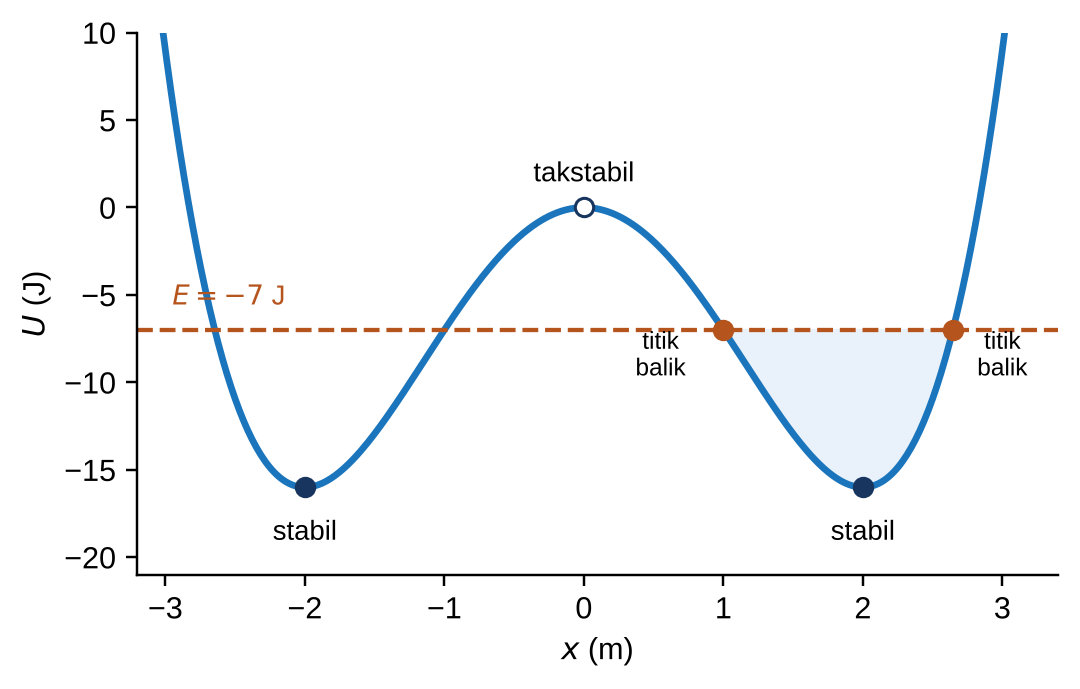 10
5
0
−5
−10
−15
−20
U (J)
takstabil
E = −7 J
titik
balik
titik
balik
stabil
stabil
−3
−2
−1
0
1
2
3
x (m)